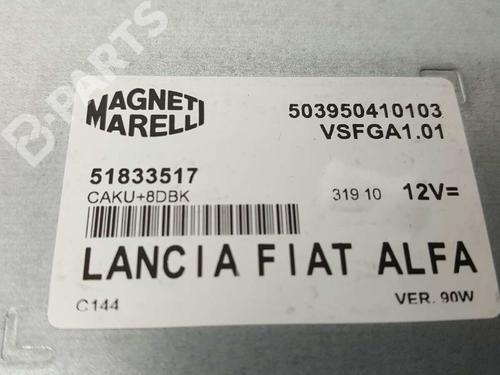 B-PARTS
MAGNETI
MARELLI
503950410103
VSFGA1.01
51833517
CAKU+8DBK
319 10 12V=
LANCIA FIAT ALFA
C144 VER. 90W